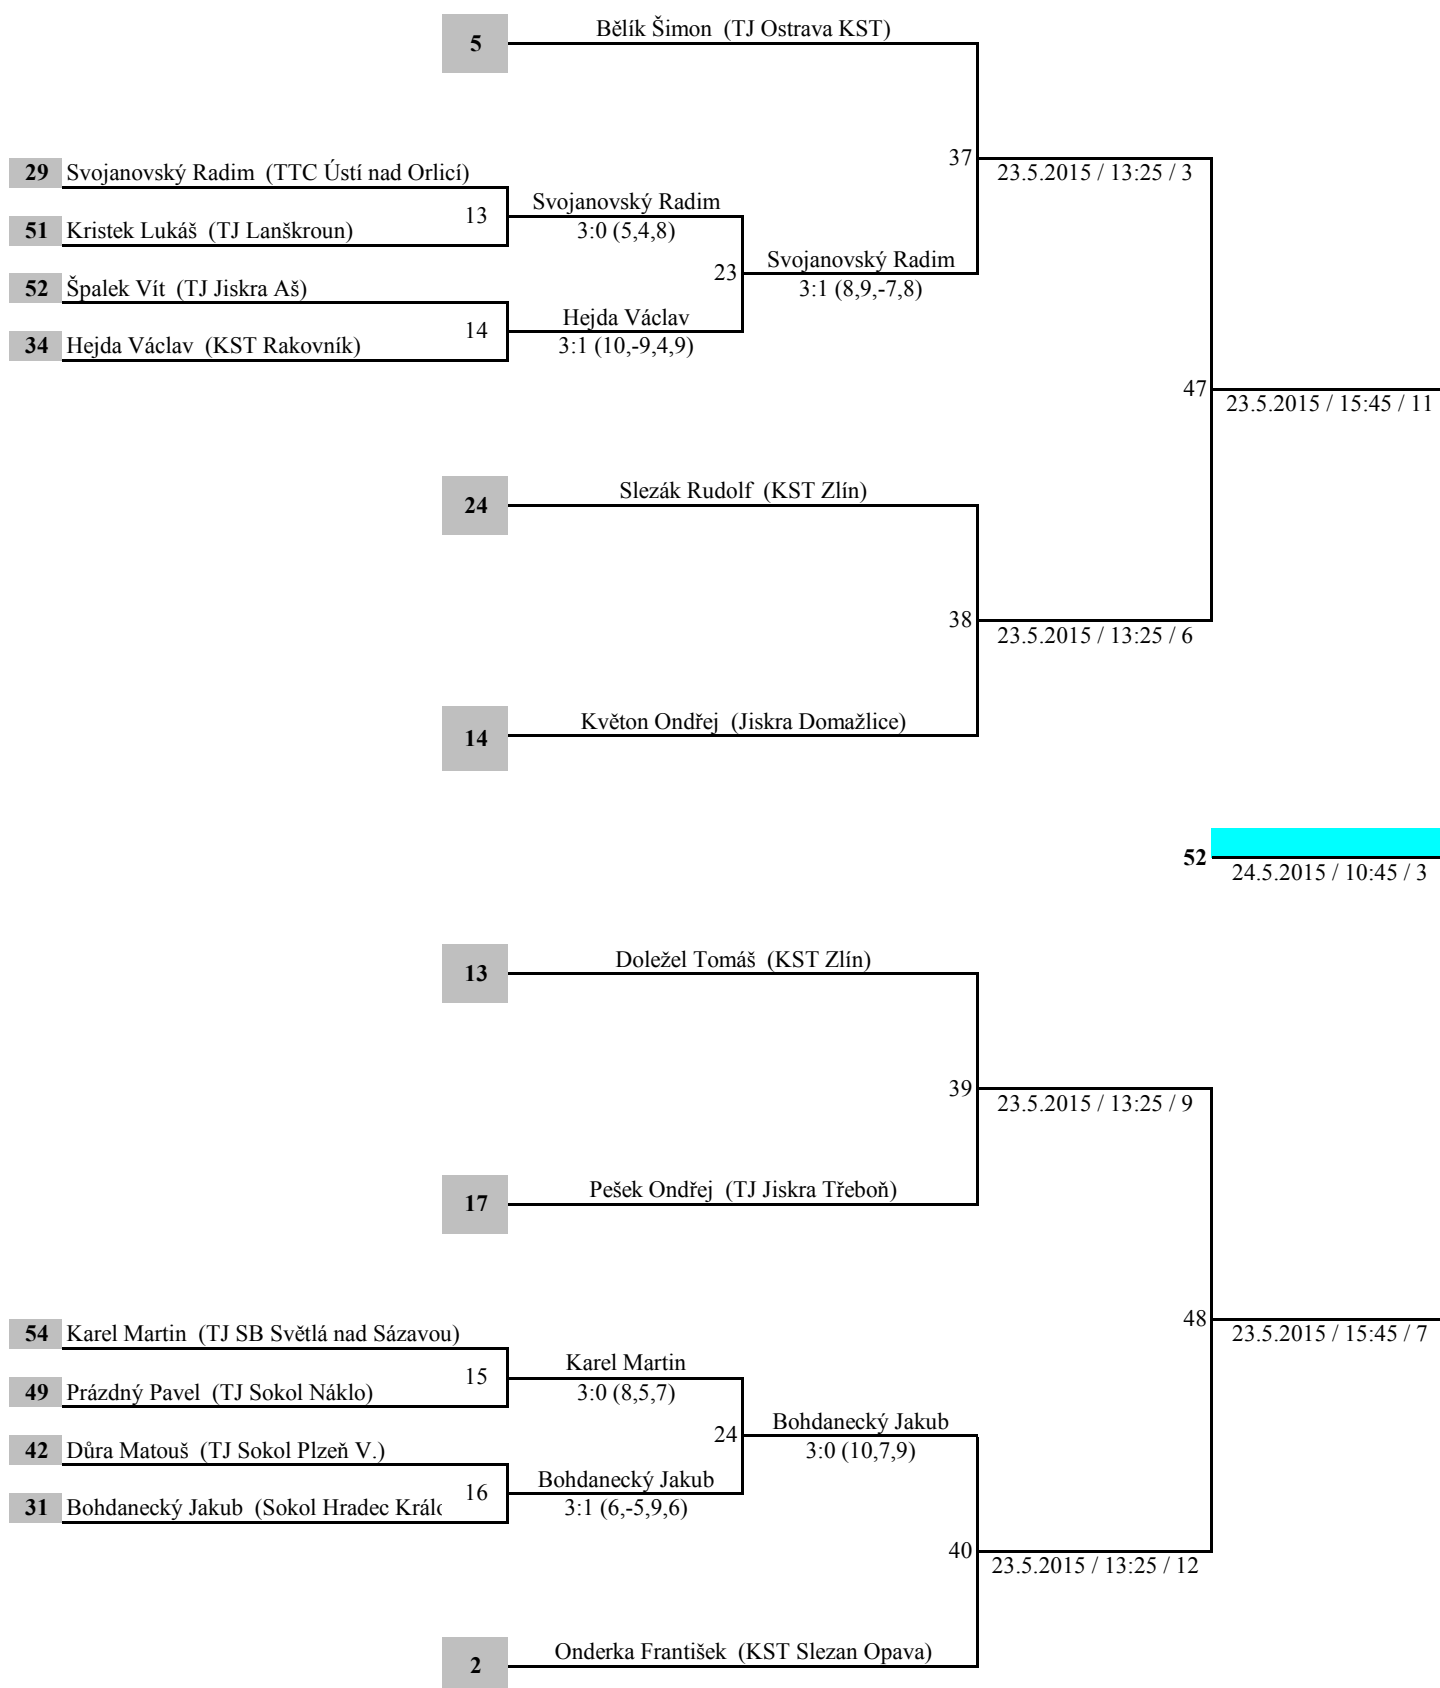 5 Bělík Šimon (TJ Ostrava KST)
37 23.5.2015 / 13:25 / 3
29 Svojanovský Radim (TTC Ústí nad Orlicí)
13 Svojanovský Radim
3:0 (5,4,8)
51 Kristek Lukáš (TJ Lanškroun)
23 Svojanovský Radim
3:1 (8,9,-7,8)
52 Špalek Vít (TJ Jiskra Aš)
14 Hejda Václav
3:1 (10,-9,4,9)
34 Hejda Václav (KST Rakovník)
47 23.5.2015 / 15:45 / 11
24 Slezák Rudolf (KST Zlín)
38 23.5.2015 / 13:25 / 6
14 Květon Ondřej (Jiskra Domažlice)
52 24.5.2015 / 10:45 / 3
13 Doležel Tomáš (KST Zlín)
39 23.5.2015 / 13:25 / 9
17 Pešek Ondřej (TJ Jiskra Třeboň)
48 23.5.2015 / 15:45 / 7
54 Karel Martin (TJ SB Světlá nad Sázavou)
15 Karel Martin
3:0 (8,5,7)
49 Prázdný Pavel (TJ Sokol Náklo)
24 Bohdanecký Jakub
3:0 (10,7,9)
42 Důra Matouš (TJ Sokol Plzeň V.)
16 Bohdanecký Jakub
3:1 (6,-5,9,6)
31 Bohdanecký Jakub (Sokol Hradec Králo
40 23.5.2015 / 13:25 / 12
2 Onderka František (KST Slezan Opava)